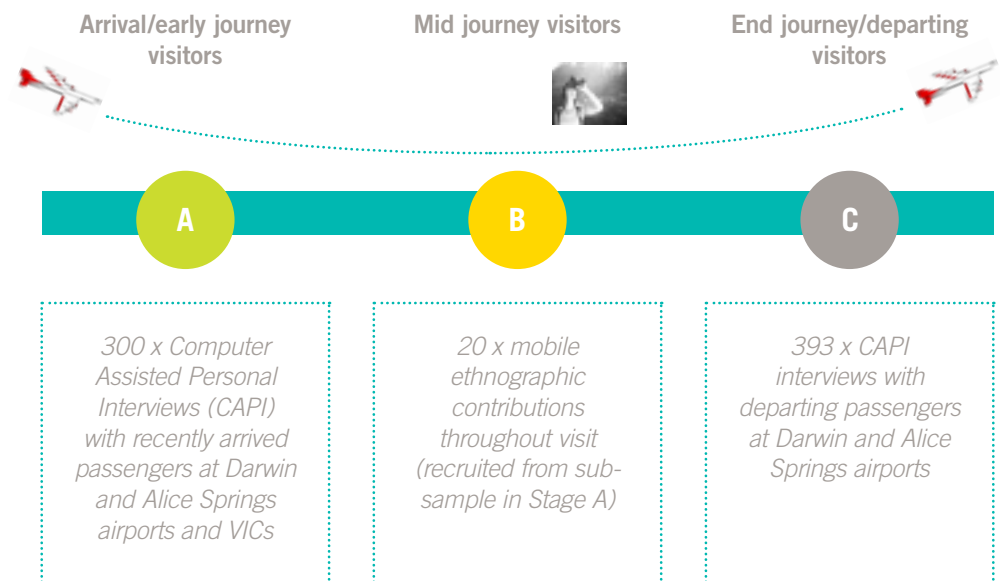 Arrival/early journey
visitors
Mid journey visitors
End journey/departing
visitors
A
B
C
300 x Computer
Assisted Personal
Interviews (CAPI)
with recently arrived
passengers at Darwin
and Alice Springs
airports and VICs
20 x mobile
ethnographic
contributions
throughout visit
(recruited from sub-
sample in Stage A)
393 x CAPI
interviews with
departing passengers
at Darwin and Alice
Springs airports